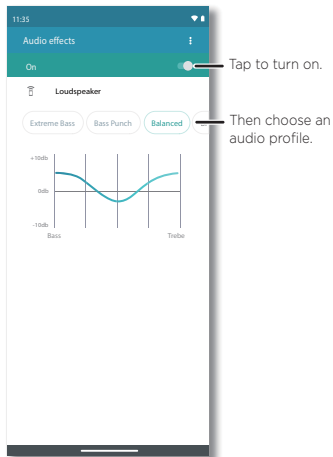 11:35
Audio effects
On
Tap to turn on.
Loudspeaker
Extreme Bass
Bass Punch
Balanced
Then choose an
audio profile.
+10db
0db
-10db
Bass
Trebe